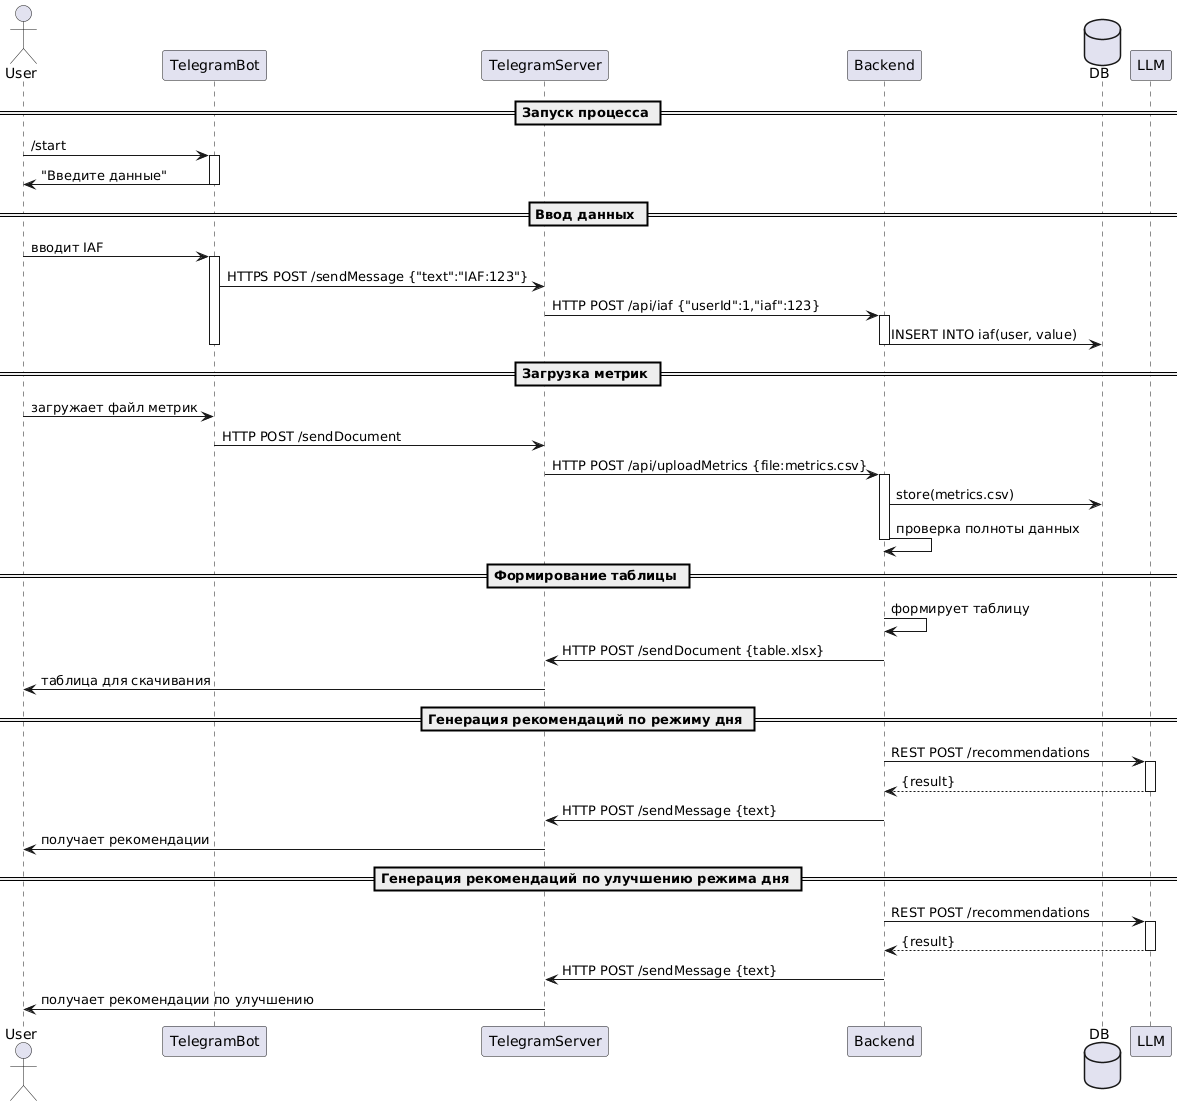 User
TelegramBot
TelegramServer
Backend
DB
LLM
Запуск процесса
/start
"Введите данные"
Ввод данных
вводит IAF
HTTPS POST /sendMessage {"text":"IAF:123"}
HTTP POST /api/iaf {"userId":1,"iaf":123}
INSERT INTO iaf(user, value)
Загрузка метрик
загружает файл метрик
HTTP POST /sendDocument
HTTP POST /api/uploadMetrics {file:metrics.csv}
store(metrics.csv)
проверка полноты данных
Формирование таблицы
формирует таблицу
HTTP POST /sendDocument {table.xlsx}
таблица для скачивания
Генерация рекомендаций по режиму дня
REST POST /recommendations
{result}
HTTP POST /sendMessage {text}
получает рекомендации
Генерация рекомендаций по улучшению режима дня
REST POST /recommendations
{result}
HTTP POST /sendMessage {text}
получает рекомендации по улучшению
User
TelegramBot
TelegramServer
Backend
DB
LLM